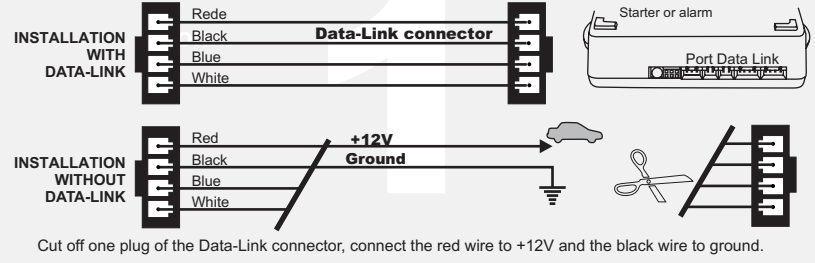 1
INSTALLATION
WITH
DATA-LINK
Rede
Black
Blue
White
Data-Link connector
Starter or alarm
Port Data Link
INSTALLATION
WITHOUT
DATA-LINK
Red
Black
Blue
White
+12V
Ground
Cut off one plug of the Data-Link connector, connect the red wire to +12V and the black wire to ground.